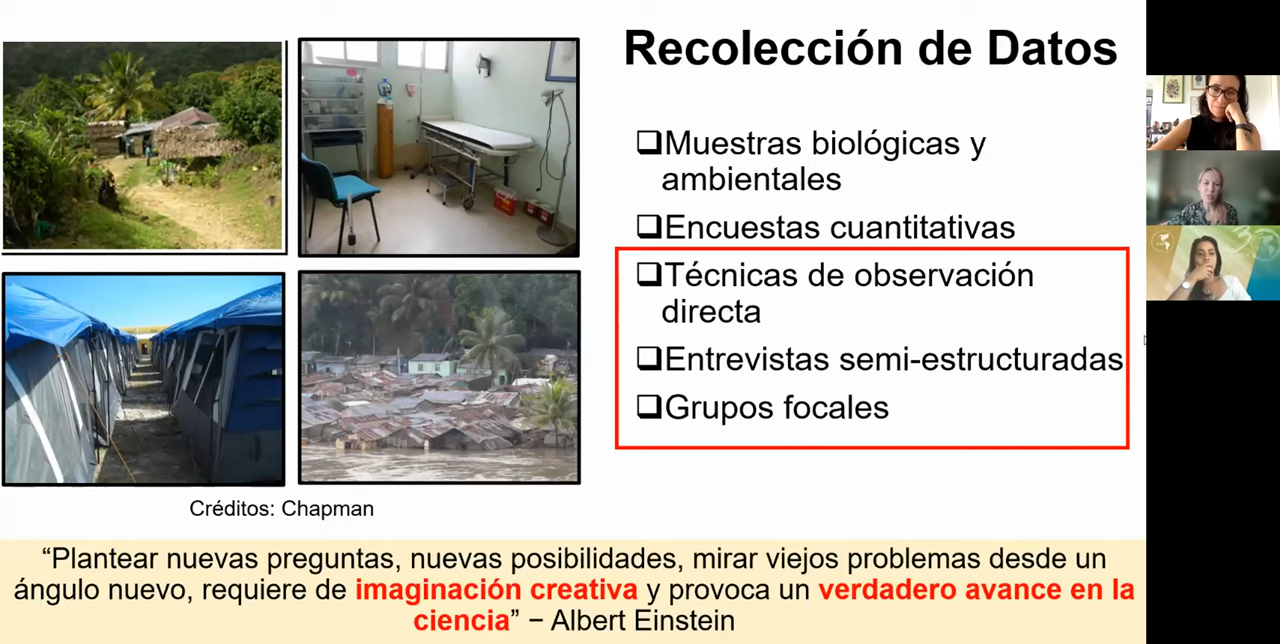 Recolección de Datos
Muestras biológicas y
ambientales
Encuestas cuantitativas
Técnicas de observación
directa
Entrevistas semi-estructuradas
Grupos focales
Créditos: Chapman
“Plantear nuevas preguntas, nuevas posibilidades, mirar viejos problemas desde un
ángulo nuevo, requiere de imaginación creativa y provoca un verdadero avance en la
ciencia” − Albert Einstein